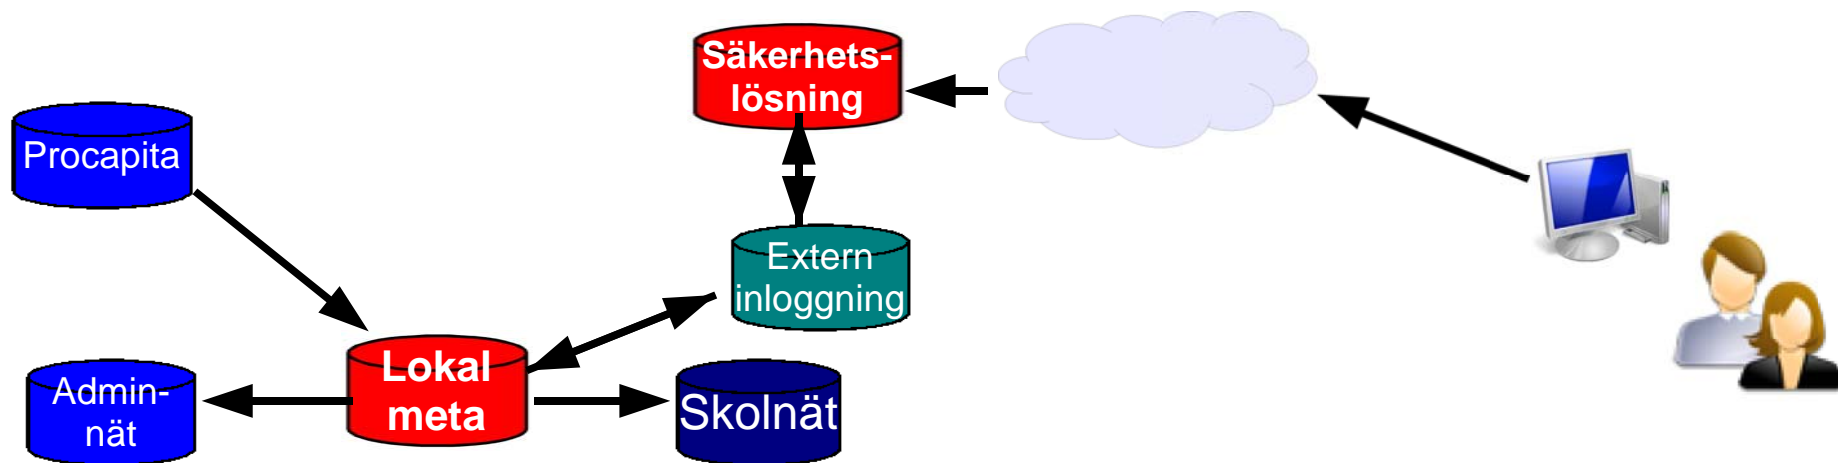 Säkerhets-
lösning
Procapita
Extern
inloggning
Lokal
meta
Admin-
nät
Skolnät